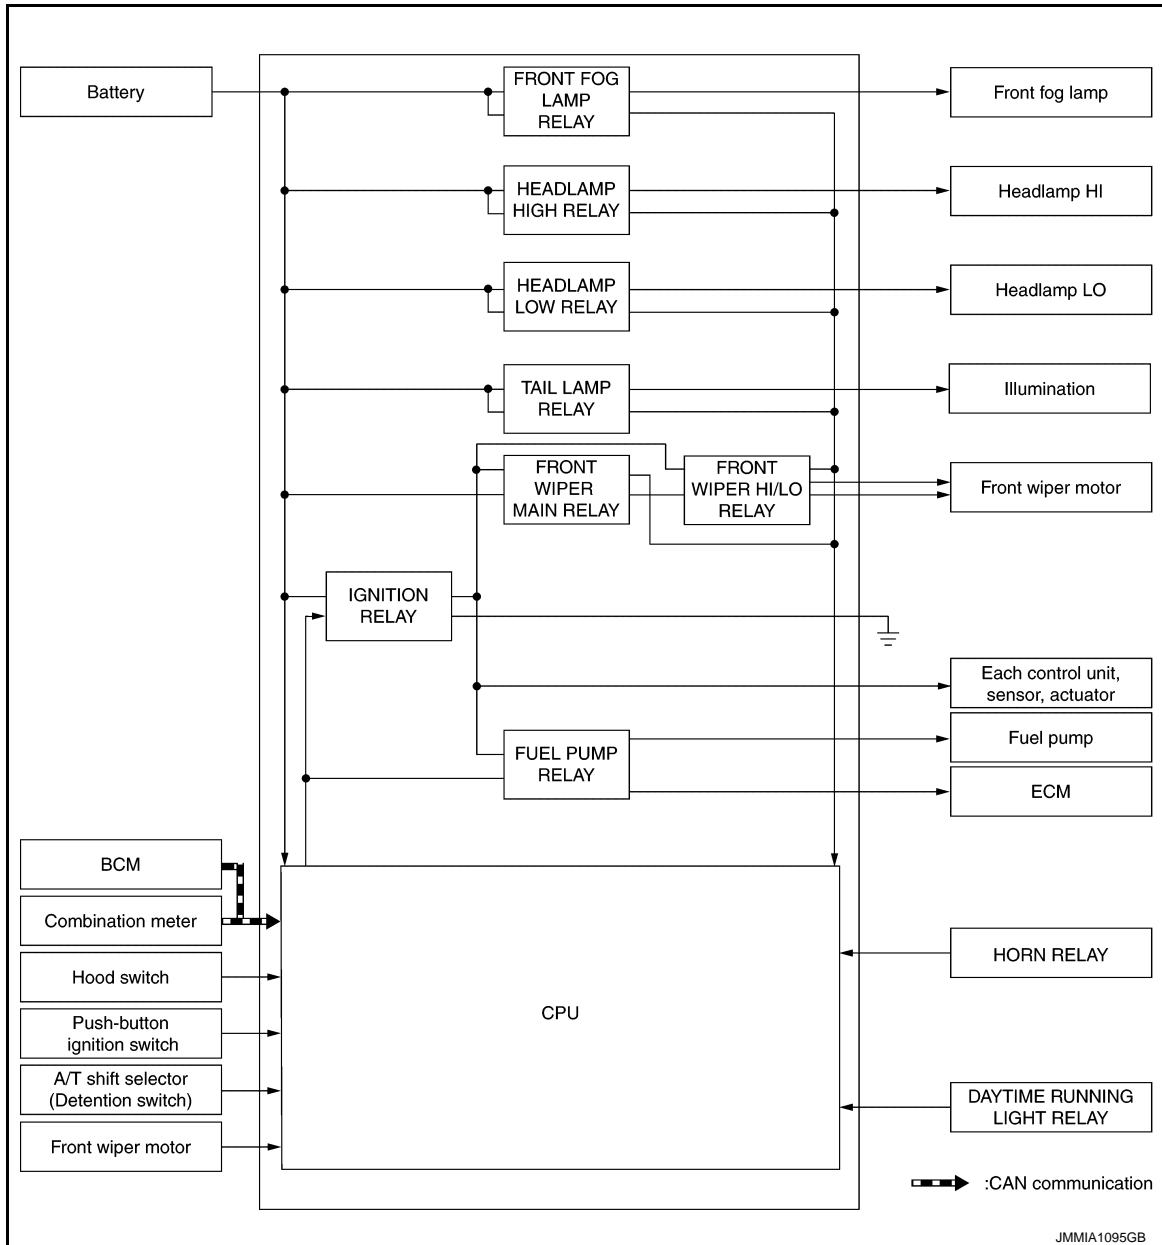 Battery
FRONT FOG
LAMP
RELAY
Front fog lamp
HEADLAMP
HIGH RELAY
Headlamp HI
HEADLAMP
LOW RELAY
Headlamp LO
TAIL LAMP
RELAY
Illumination
FRONT
WIPER
MAIN RELAY
FRONT
WIPER HI/LO
RELAY
Front wiper motor
IGNITION
RELAY
Each control unit,
sensor, actuator
FUEL PUMP
RELAY
Fuel pump
ECM
BCM
Combination meter
Hood switch
Push-button
ignition switch
A/T shift selector
(Detention switch)
Front wiper motor
CPU
HORN RELAY
DAYTIME RUNNING
LIGHT RELAY
:CAN communication
JMMIA1095GB